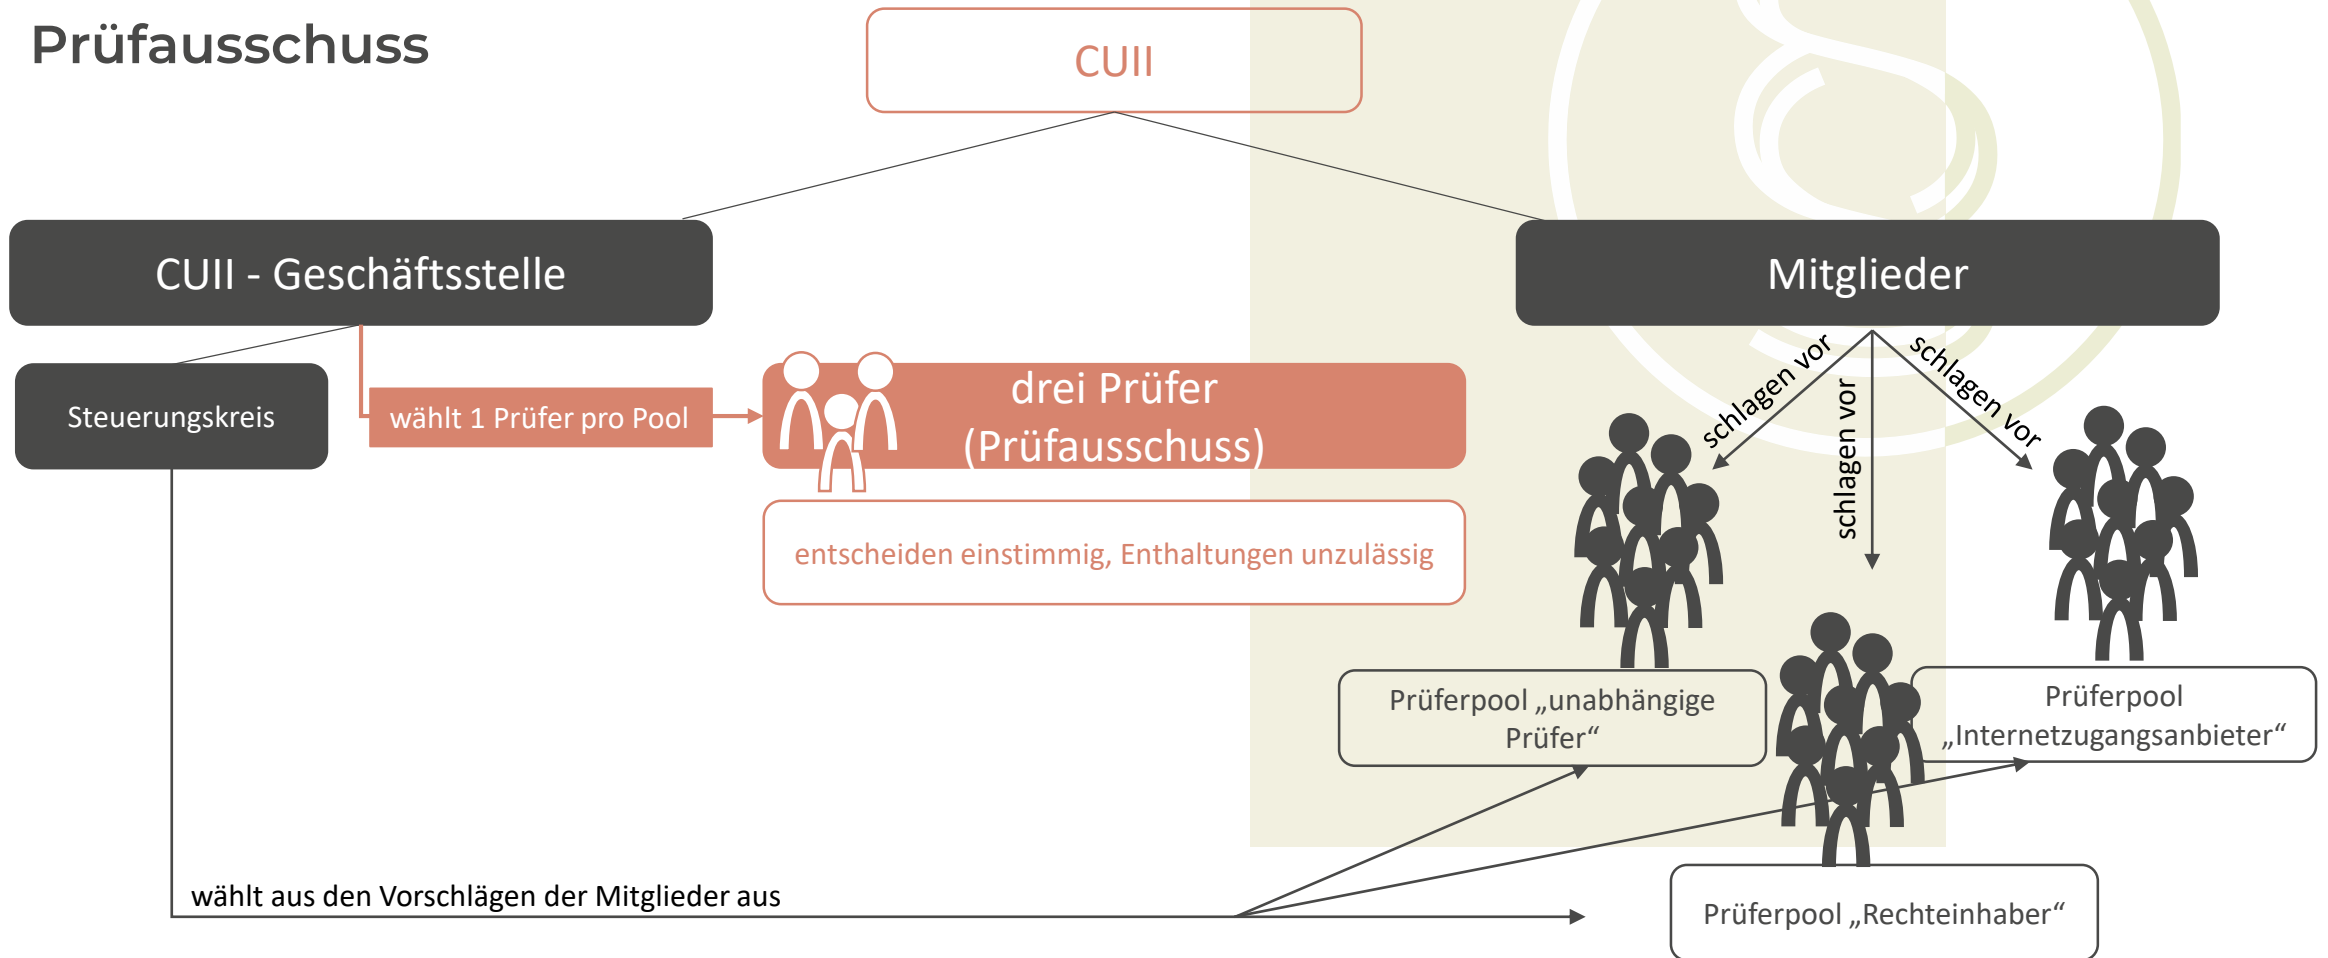 Prüfausschuss
CUII
CUII - Geschäftsstelle
Mitglieder
Steuerungskreis
wählt 1 Prüfer pro Pool
drei Prüfer
(Prüfausschuss)
entscheiden einstimmig, Enthaltungen unzulässig
schlagen vor
schlagen vor
schlagen vor
Prüferpool „unabhängige
Prüfer“
Prüferpool
„Internetzugangsanbieter“
wählt aus den Vorschlägen der Mitglieder aus
Prüferpool „Rechteinhaber“